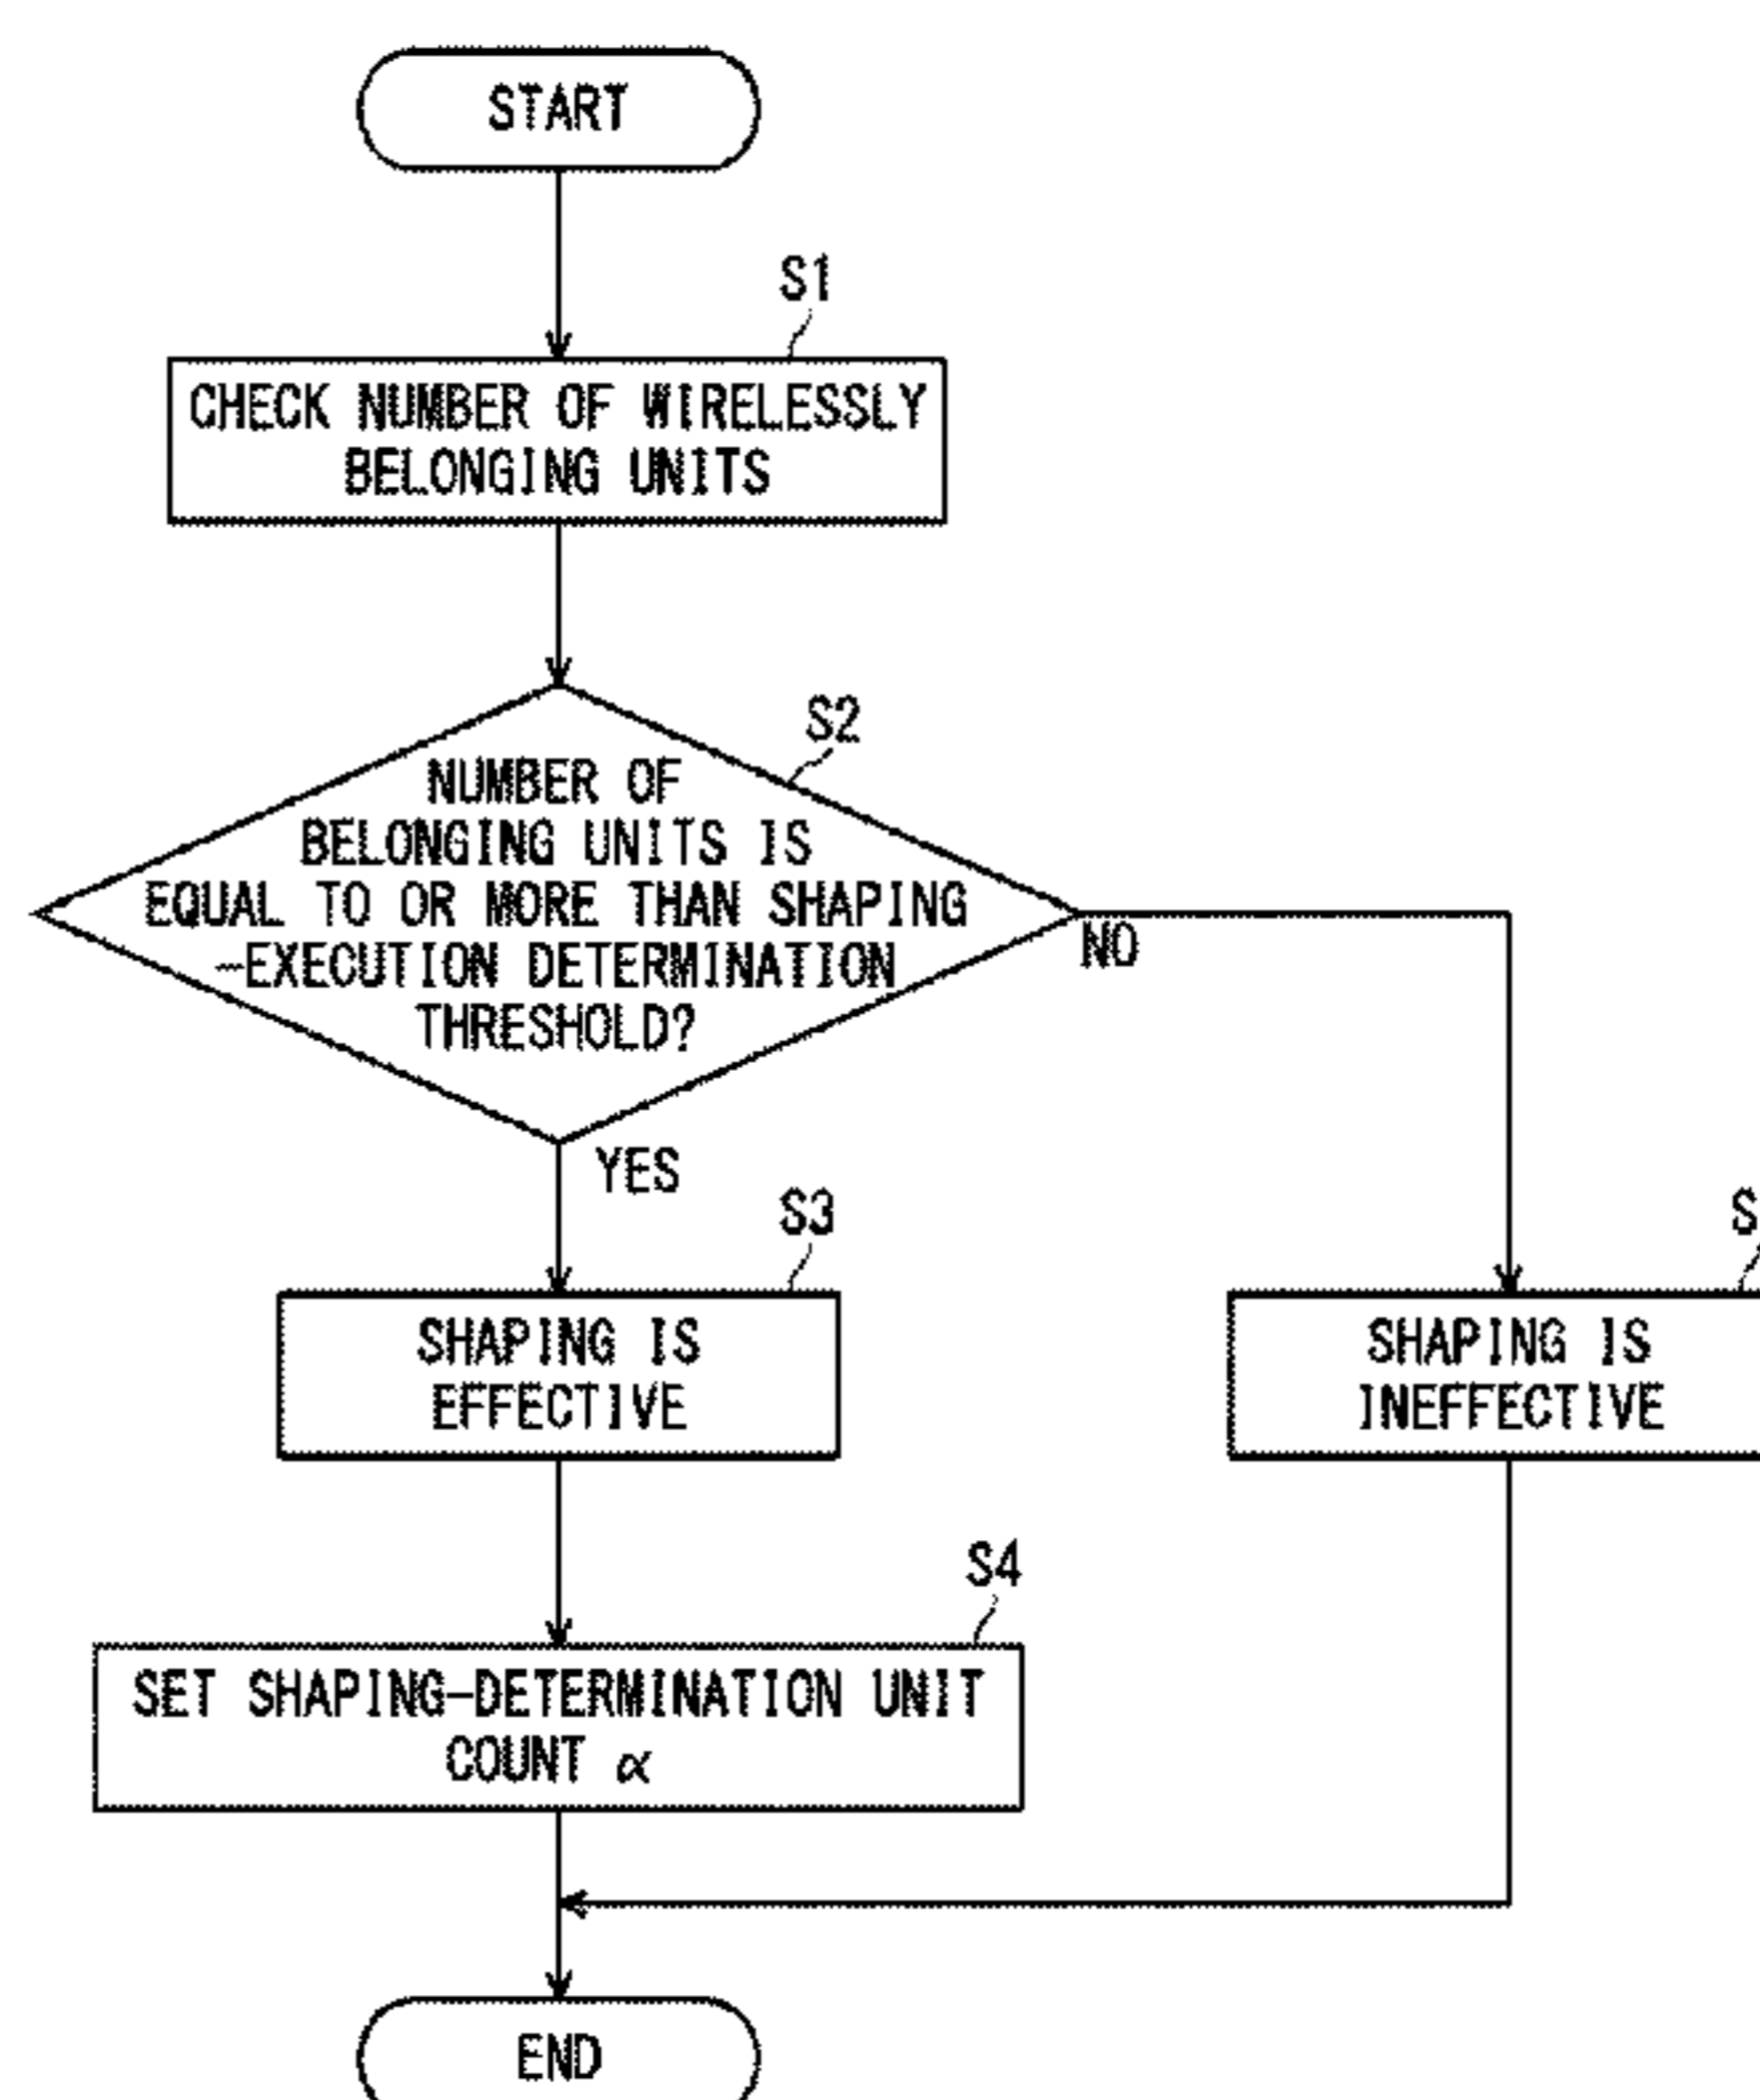 START
S1
CHECK NUMBER OF WIRELESSLY
BELONGING UNITS
S2
NUMBER OF
BELONGING UNITS IS
EQUAL TO OR MORE THAN SHAPING
-EXECUTION DETERMINATION
THRESHOLD?
NO
YES
S3
SHAPING IS
EFFECTIVE
SHAPING IS
INEFFECTIVE
S4
SET SHAPING-DETERMINATION UNIT
COUNT α
END